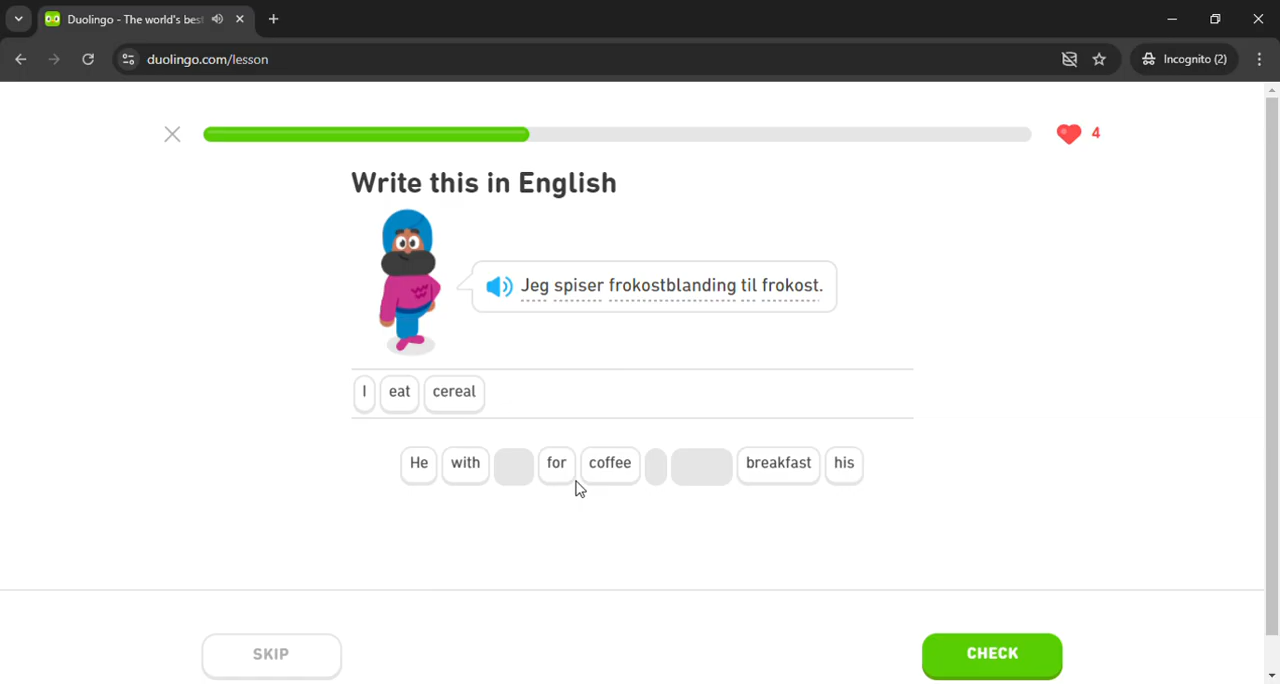 Duolingo - The world's bes
duolingo.com/lesson
Incognito (2)
4
Write this in English
Jeg spiser frokostblanding til frokost.
I eat cereal
He with for coffee breakfast his
SKIP
CHECK